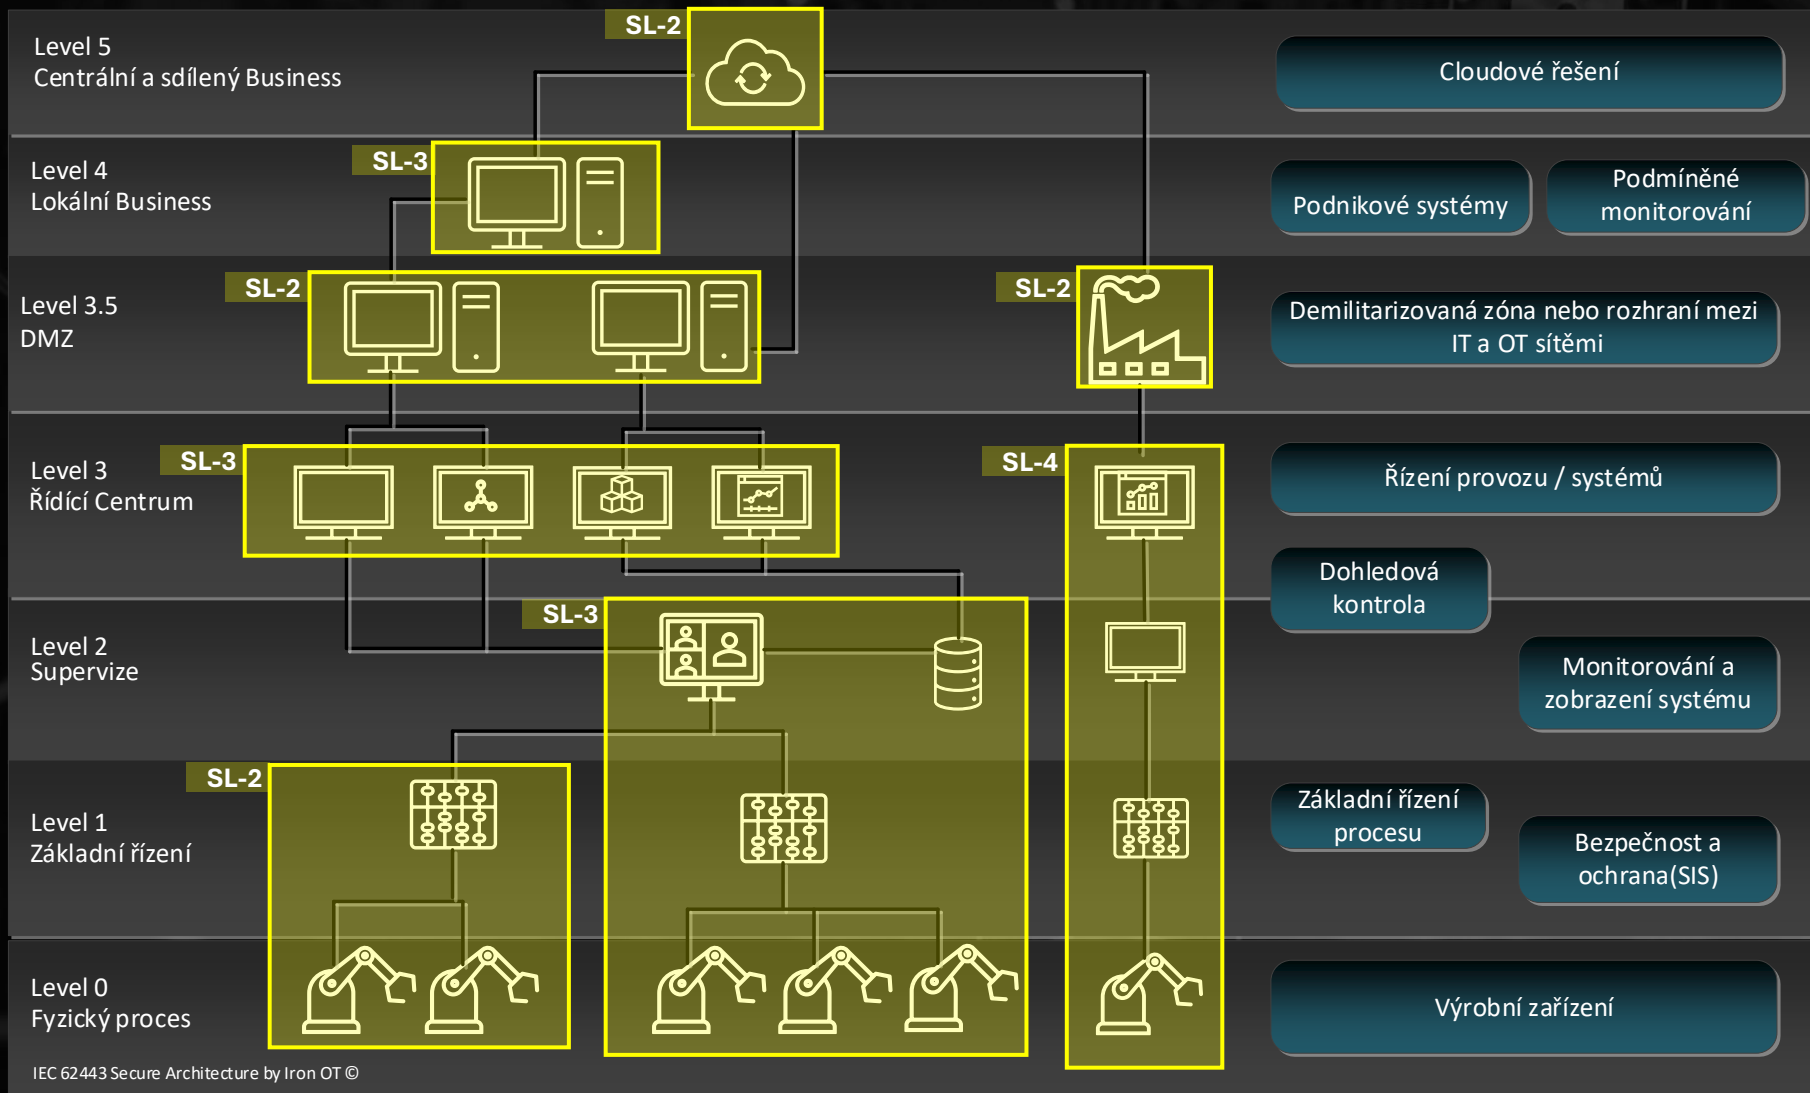 SL-2
Level 5
Centrální a sdílený Business
Cloudové řešení
SL-3
Level 4
Lokální Business
Podnikové systémy
Podmíněné
monitorování
SL-2
SL-2
Level 3.5
DMZ
Demilitarizovaná zóna nebo rozhraní mezi
IT a OT sítěmi
SL-3
SL-4
Level 3
Řídící Centrum
Řízení provozu / systémů
Dohledová
kontrola
SL-3
Level 2
Supervize
Monitorování a
zobrazení systému
SL-2
Level 1
Základní řízení
Základní řízení
procesu
Bezpečnost a
ochrana(SIS)
Level 0
Fyzický proces
Výrobní zařízení
IEC 62443 Secure Architecture by Iron OT ©